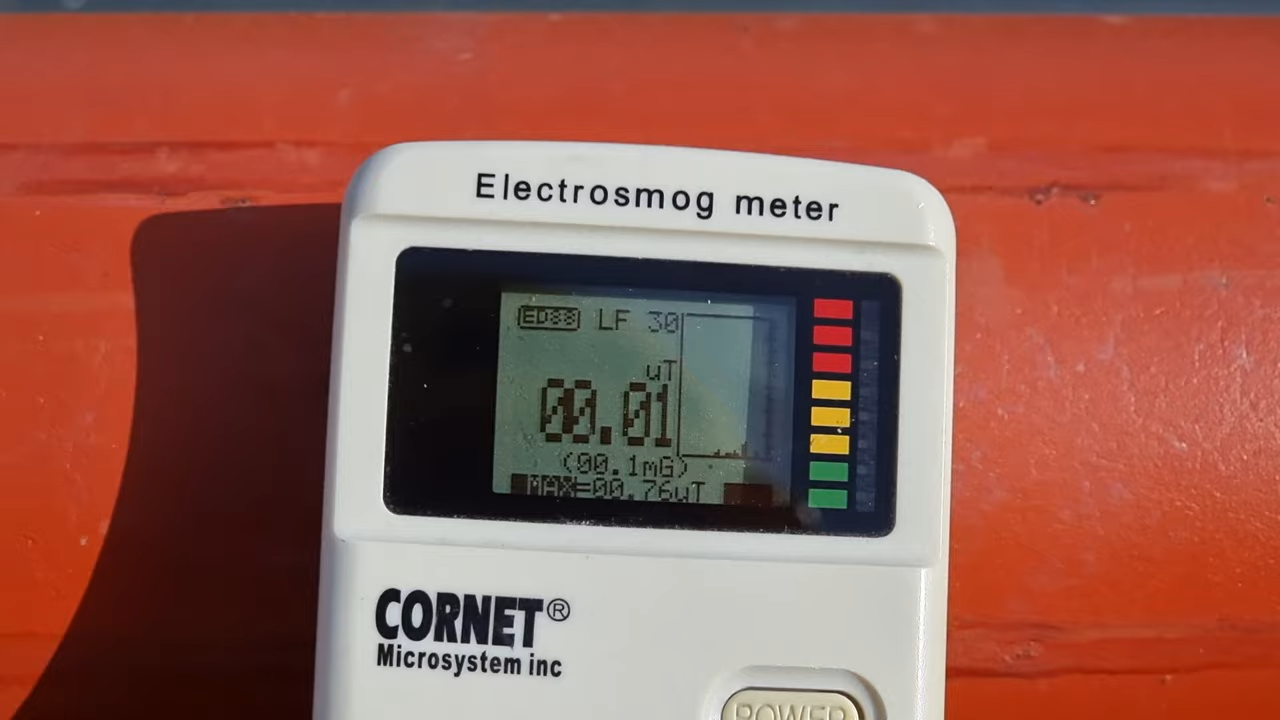 Electrosmog meter
ED88 LF 30
uT
00.01
(00.1mG)
MAX=00.76uT
CORNET®
Microsystem inc
POWER